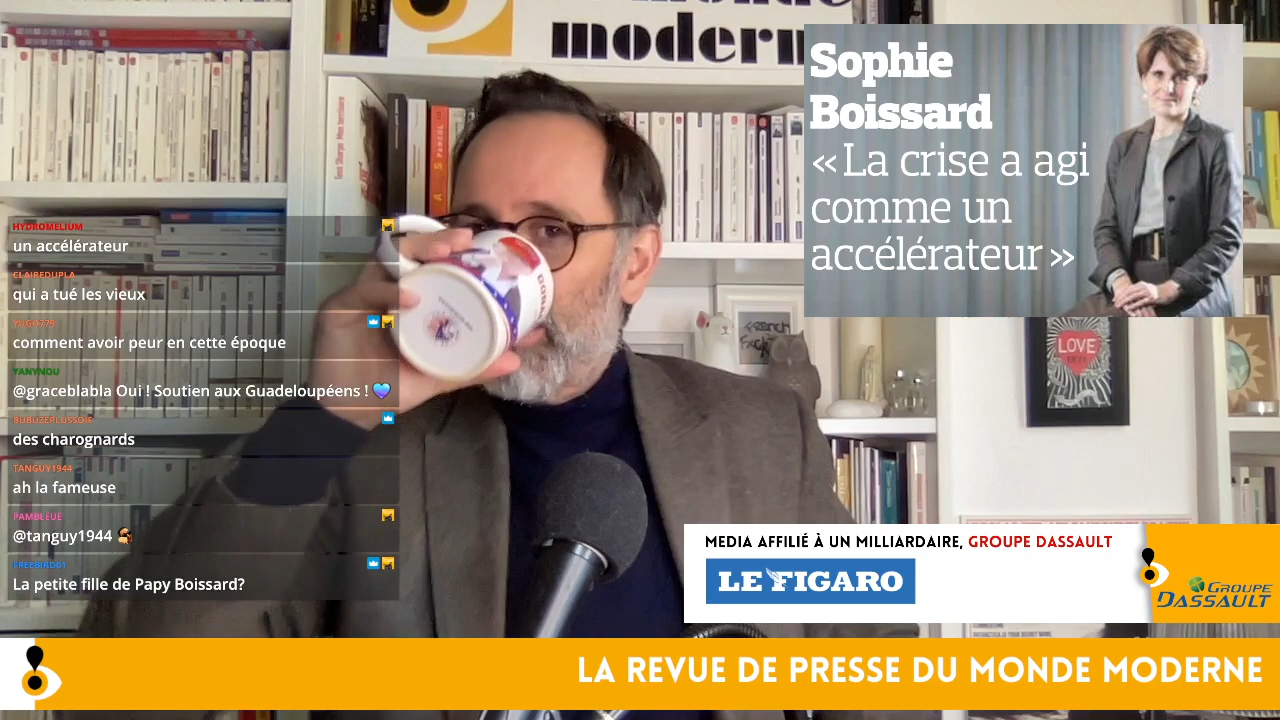 moderne
Sophie
Boissard
« La crise a agi
comme un
accélérateur »
HYDROMELIUM
un accélérateur
CLAIREDUPLA
qui a tué les vieux
YUGO779
comment avoir peur en cette époque
YANYNOU
@graceblabla Oui ! Soutien aux Guadeloupéens !
BUBUZEPLUSSOIF
des charognards
TANGUY1944
ah la fameuse
PAMBLEUE
@tanguy1944
FREEBIRD01
La petite fille de Papy Boissard?
LOVE
MEDIA AFFILIÉ À UN MILLIARDAIRE, GROUPE DASSAULT
LE FIGARO
GROUPE
DASSAULT
LA REVUE DE PRESSE DU MONDE MODERNE